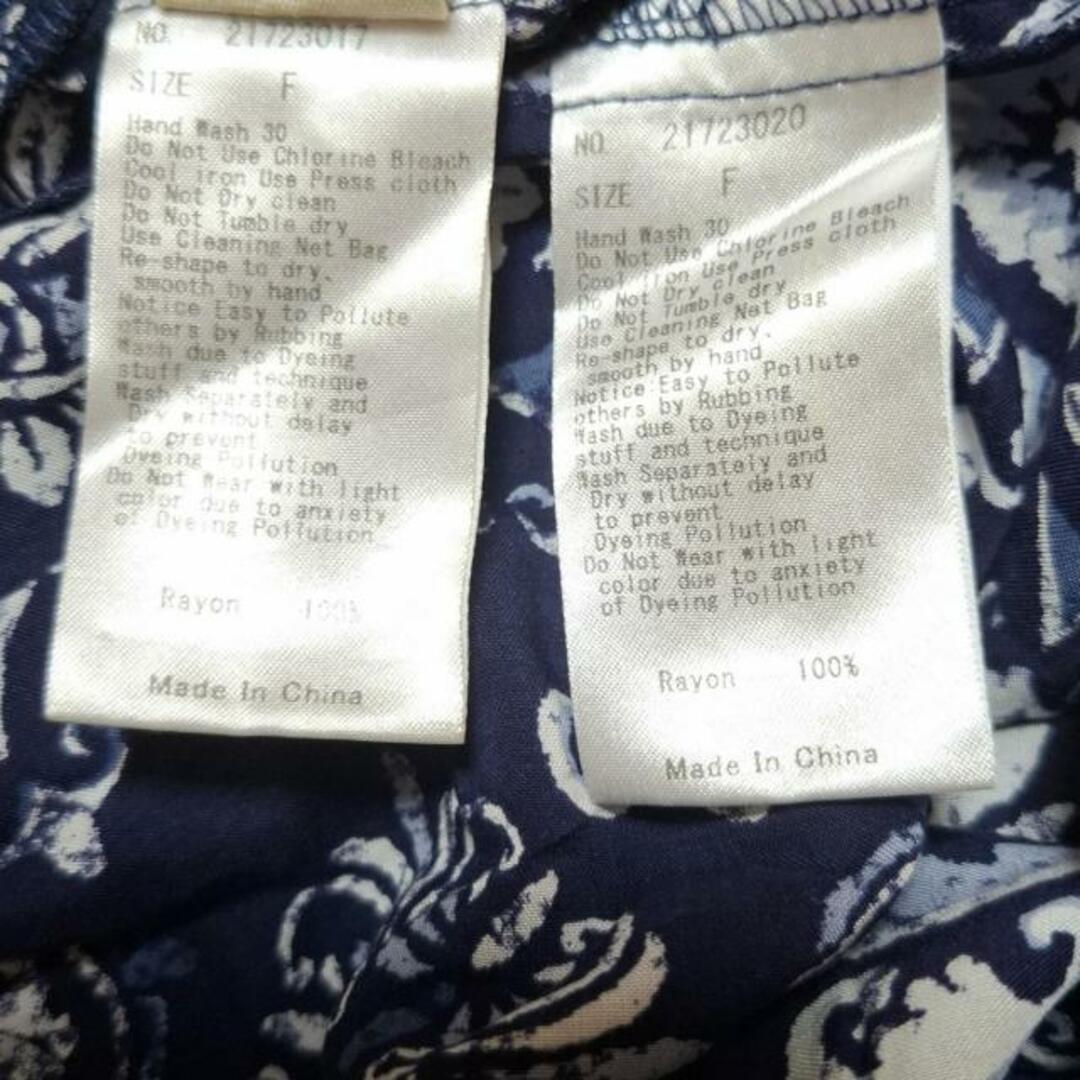 NO. 21723017
SIZE F
Hand Wash 30
Do Not Use Chlorine Bleach
Cool iron Use Press cloth
Do Not Dry clean
Do Not Tumble dry
Use Cleaning Net Bag
Re-shape to dry.
smooth by hand
Notice Easy to Pollute
others by Rubbing
Wash due to Dyeing
stuff and technique
Wash Separately and
Dry without delay
to prevent
Dyeing Pollution
Do Not Wear with light
color due to anxiety
of Dyeing Pollution
Rayon 100%
Made In China
NO 21723020
SIZE F
Hand Wash 30
Do Not Use Chlorine Bleach
Cool iron Use Press cloth
Do Not Dry clean
Do Not Tumble dry
Use Cleaning Net Bag
Re-shape to dry.
smooth by hand
Notice Easy to Pollute
others by Rubbing
Wash due to Dyeing
stuff and technique
Wash Separately and
Dry without delay
to prevent
Dyeing Pollution
Do Not Wear with light
color due to anxiety
of Dyeing Pollution
Rayon 100%
Made In China